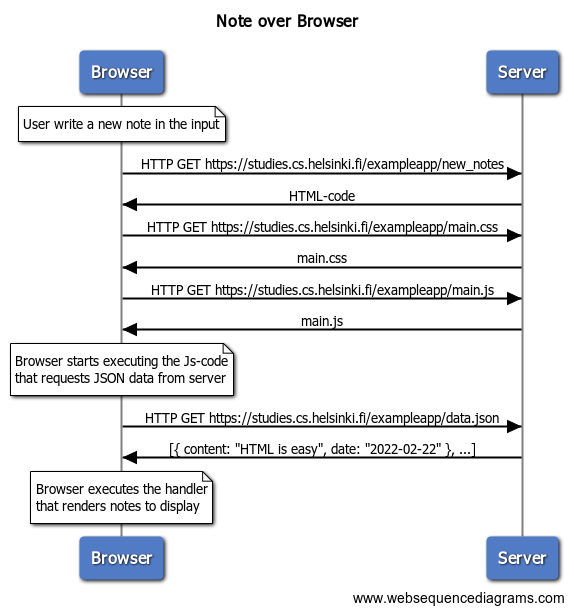 Note over Browser
Browser
Server
User write a new note in the input
HTTP GET https://studies.cs.helsinki.fi/exampleapp/new_notes
HTML-code
HTTP GET https://studies.cs.helsinki.fi/exampleapp/main.css
main.css
HTTP GET https://studies.cs.helsinki.fi/exampleapp/main.js
main.js
Browser starts executing the Js-code
that requests JSON data from server
HTTP GET https://studies.cs.helsinki.fi/exampleapp/data.json
[{ content: "HTML is easy", date: "2022-02-22" }, ...]
Browser executes the handler
that renders notes to display
Browser
Server
www.websequencediagrams.com